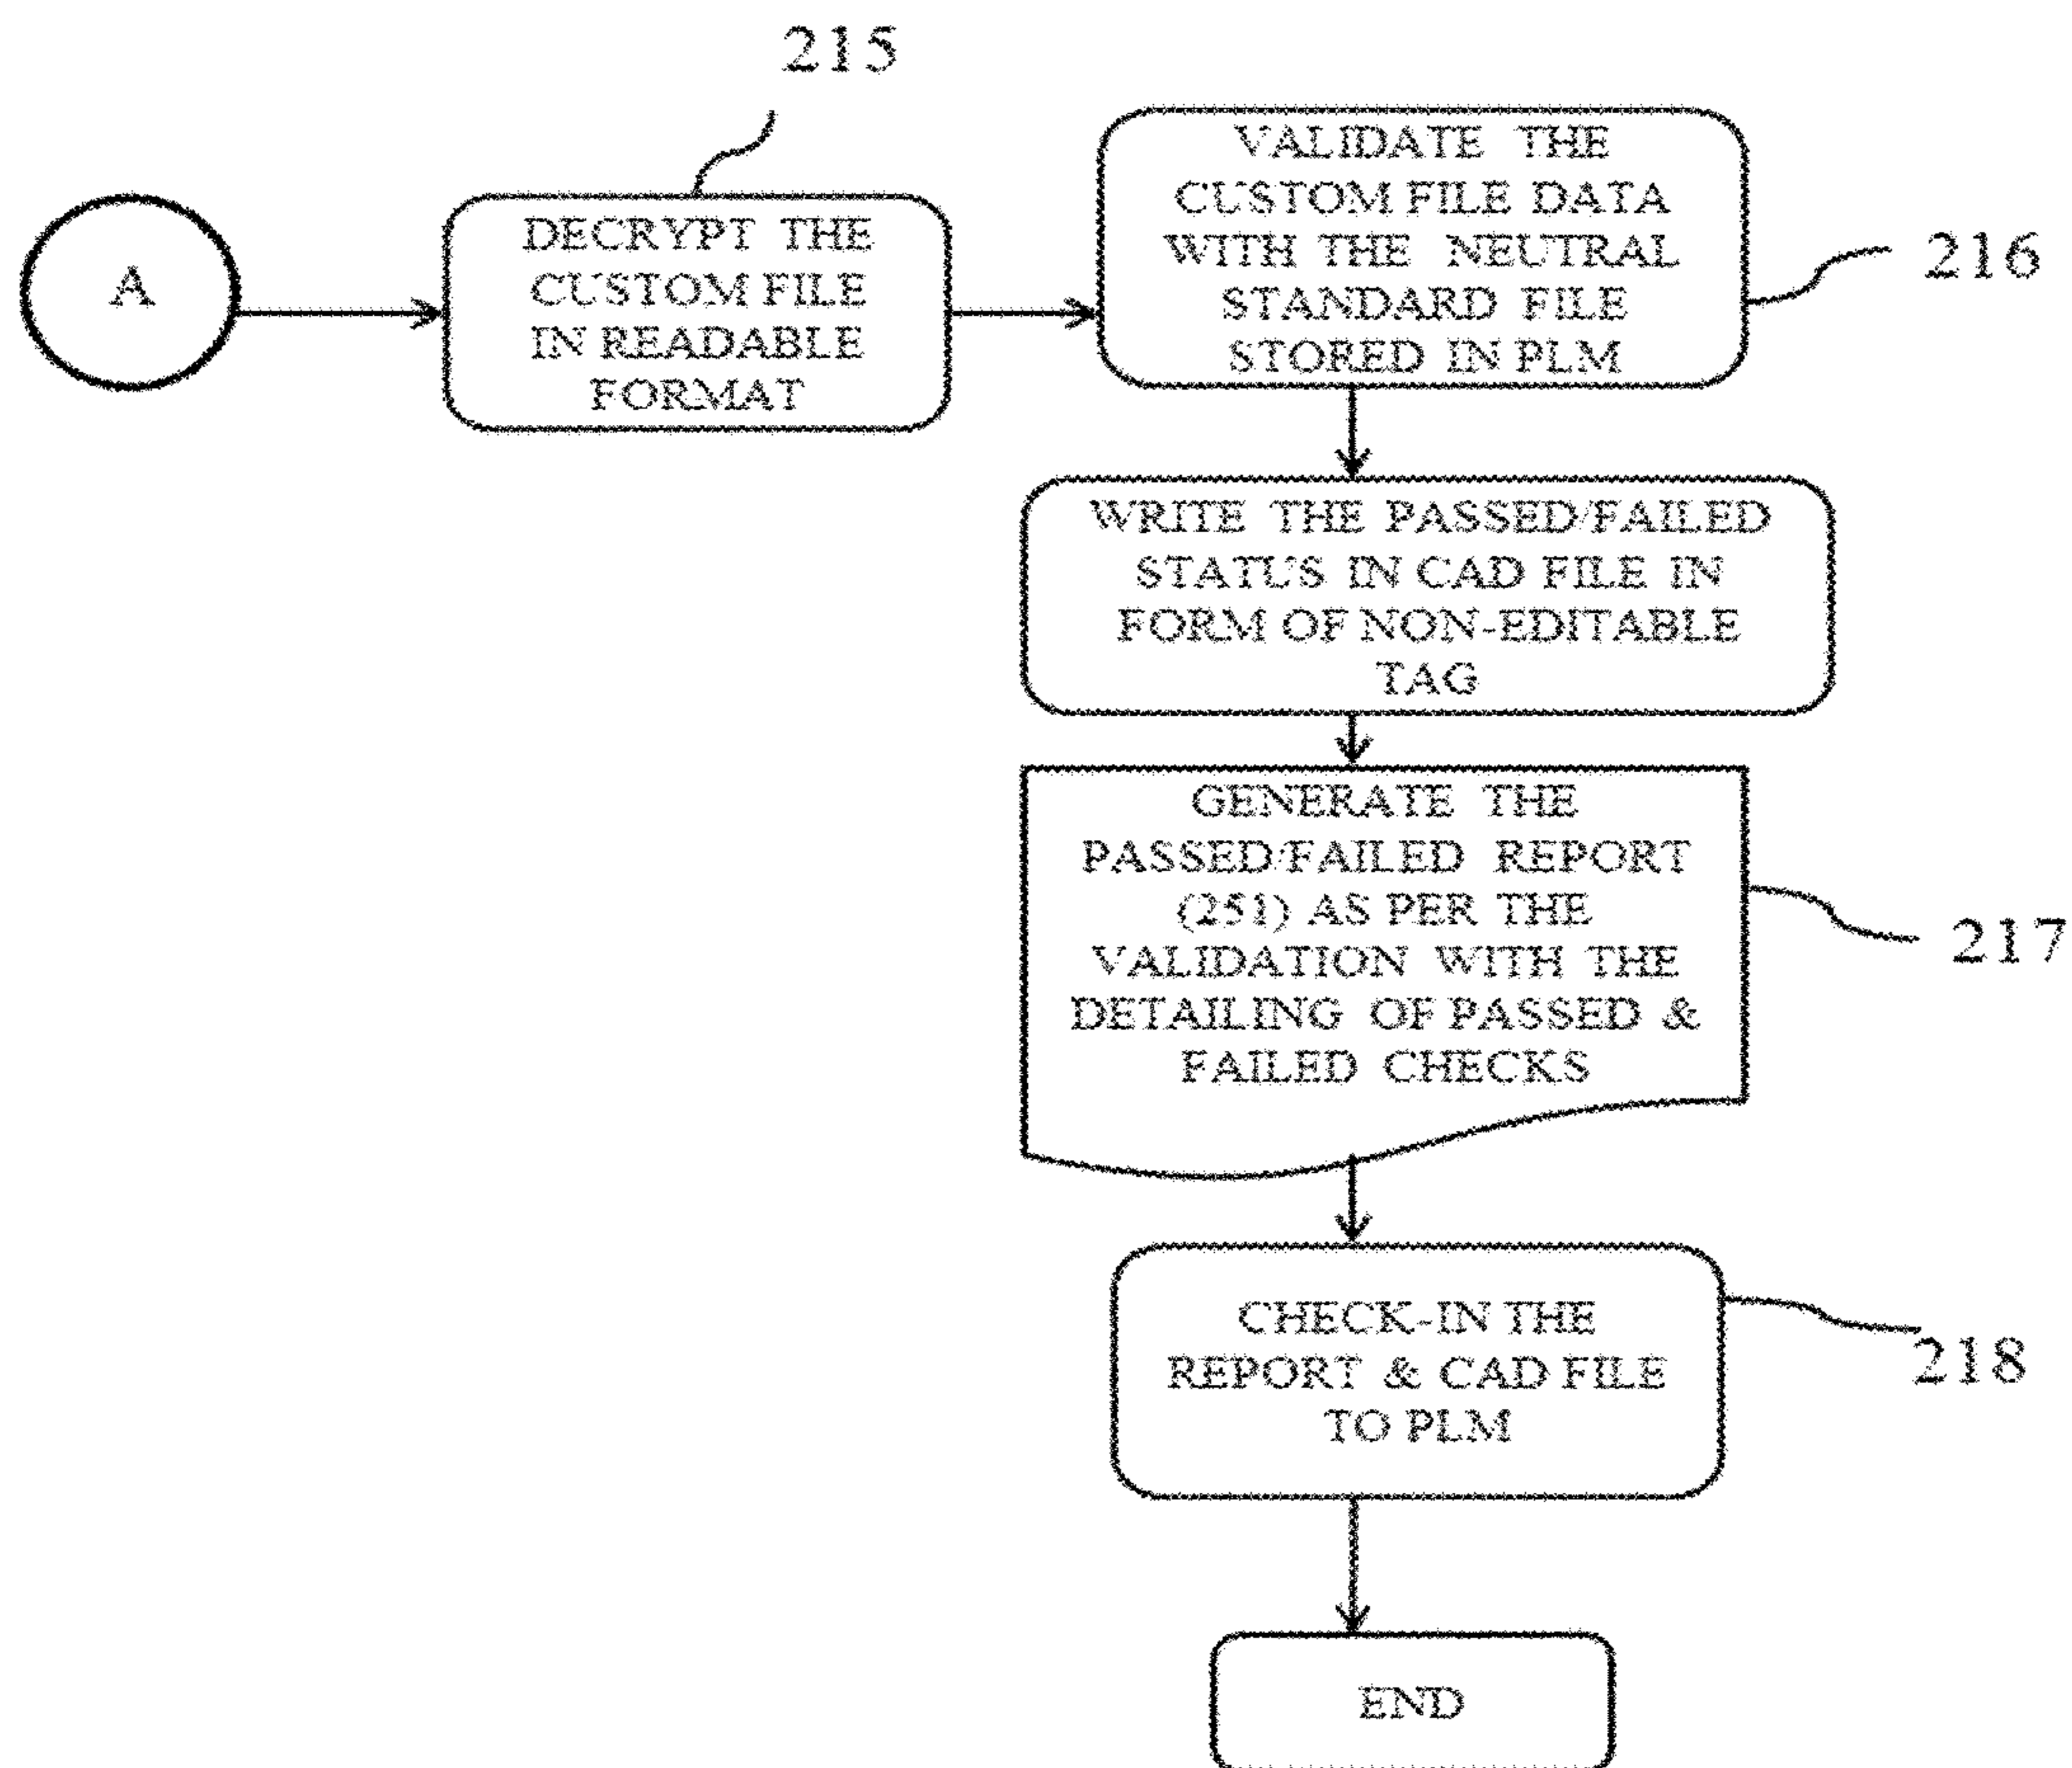 215
A
DECRYPT THE
CUSTOM FILE
IN READABLE
FORMAT
VALIDATE THE
CUSTOM FILE DATA
WITH THE NEUTRAL
STANDARD FILE
STORED IN PLM
216
WRITE THE PASSED/FAILED
STATUS IN CAD FILE IN
FORM OF NON-EDITABLE
TAG
GENERATE THE
PASSED/FAILED REPORT
(251) AS PER THE
VALIDATION WITH THE
DETAILING OF PASSED &
FAILED CHECKS
217
CHECK-IN THE
REPORT & CAD FILE
TO PLM
218
END